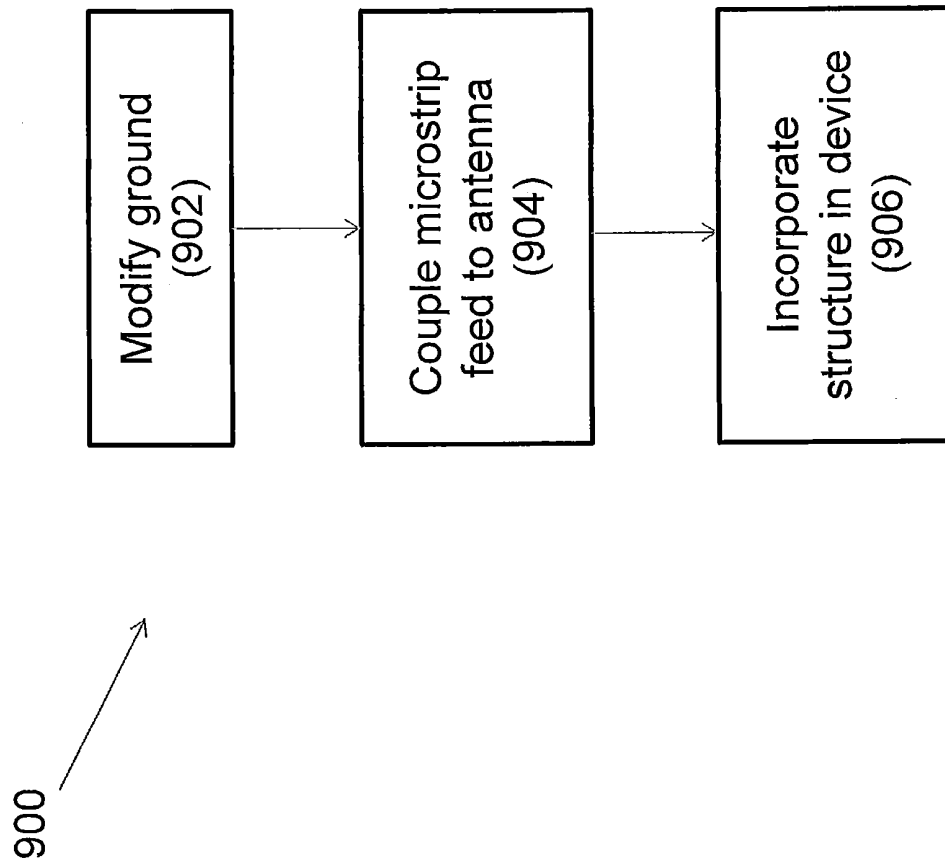 900
Modify ground
(902)
Couple microstrip
feed to antenna
(904)
Incorporate
structure in device
(906)